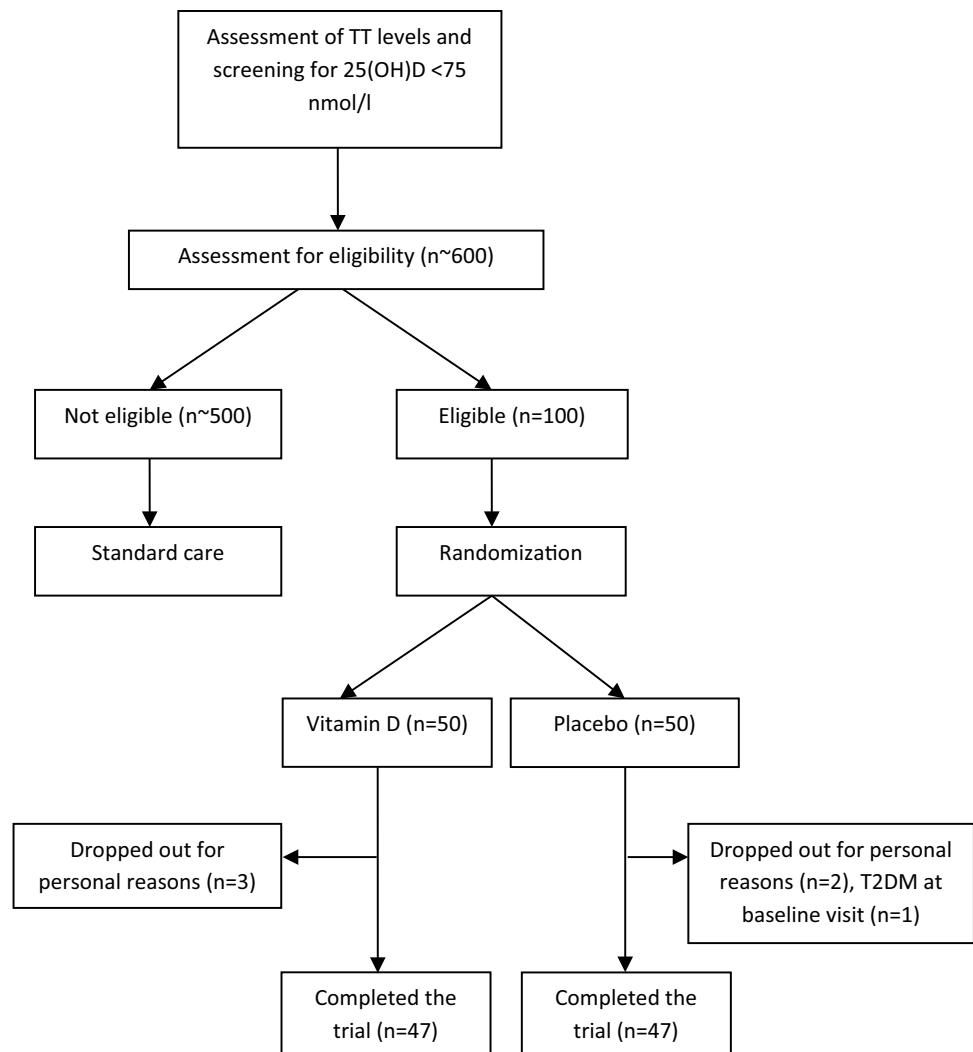 Assessment of TT levels and
screening for 25(OH)D <75
nmol/l
Assessment for eligibility (n~600)
Not eligible (n~500)
Eligible (n=100)
Standard care
Randomization
Vitamin D (n=50)
Placebo (n=50)
Dropped out for
personal reasons (n=3)
Dropped out for personal
reasons (n=2), T2DM at
baseline visit (n=1)
Completed the
trial (n=47)
Completed the
trial (n=47)